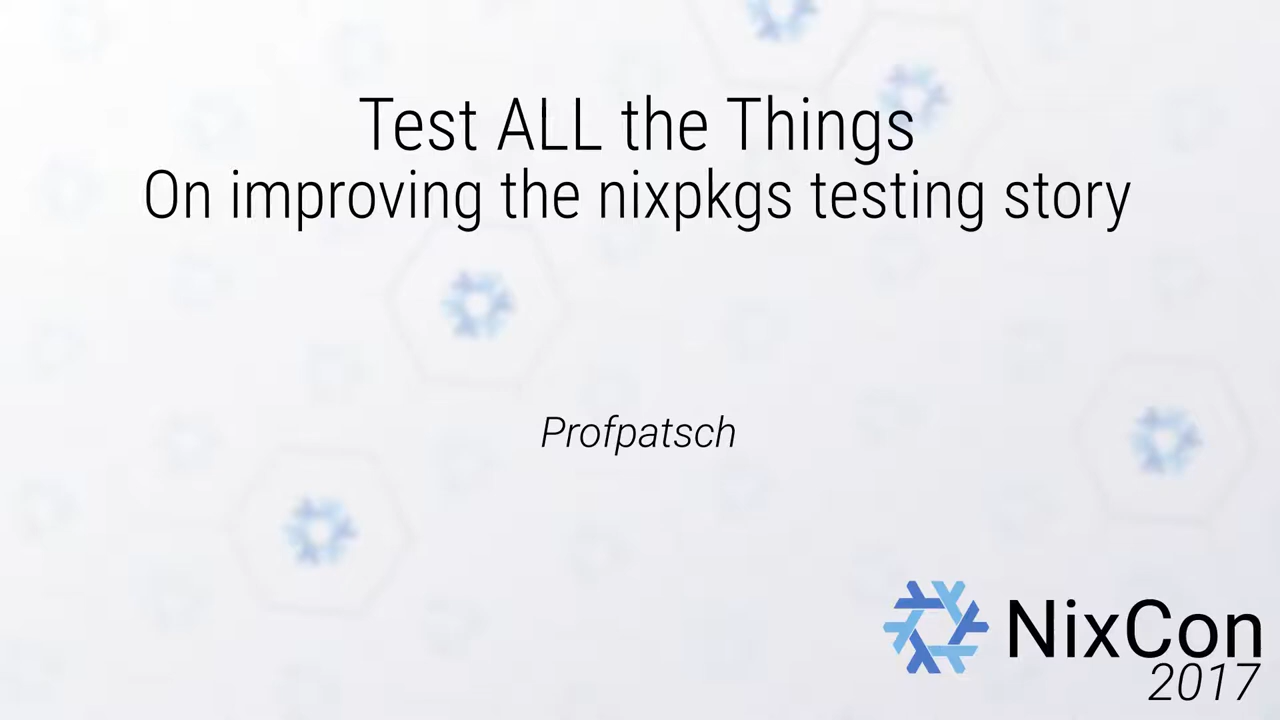 Test ALL the Things
On improving the nixpkgs testing story
Profpatsch
NixCon
2017